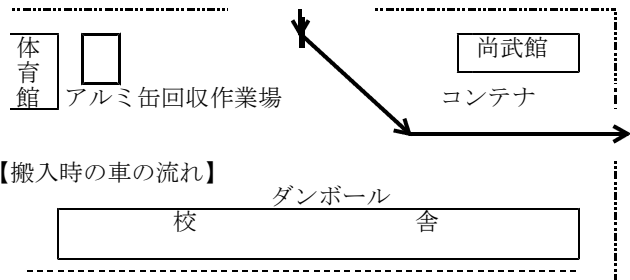 体育館
尚武館
アルミ缶回収作業場
コンテナ
【搬入時の車の流れ】
ダンボール
校舎